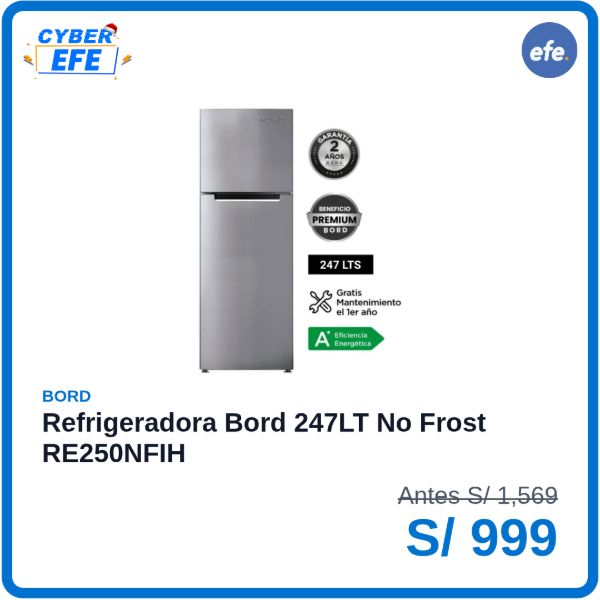 CYBER
EFE
efe.
GARANTÍA
2
AÑOS
BORD
BENEFICIO
PREMIUM
BORD
247 LTS
Gratis
Mantenimiento
el 1er año
A+
Eficiencia
Energética
BORD
Refrigeradora Bord 247LT No Frost
RE250NFIH
Antes S/ 1,569
S/ 999